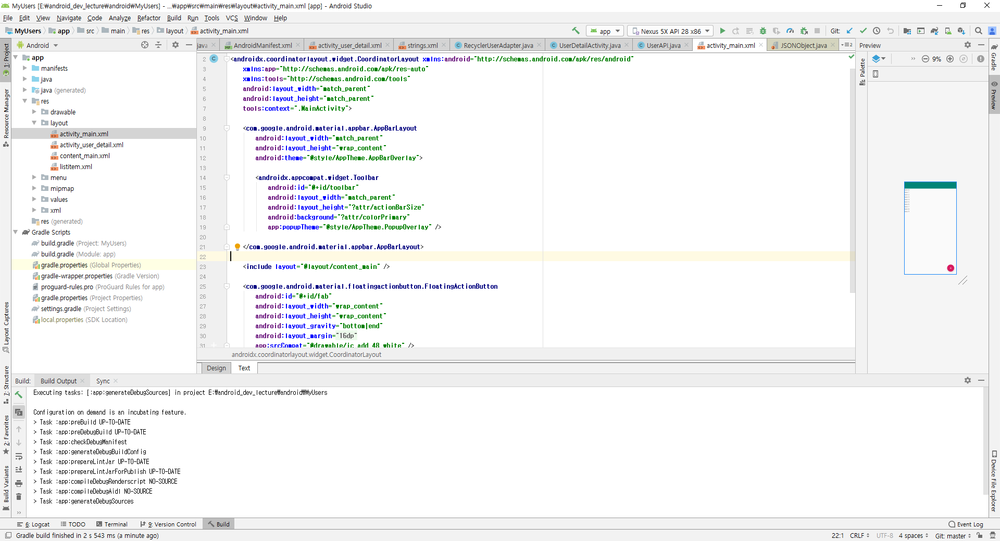 MyUsers [E:₩android_dev_lecture₩android₩MyUsers] - ...₩app₩src₩main₩res₩layout₩activity_main.xml [app] - Android Studio
File Edit View Navigate Code Analyze Refactor Build Run Tools VCS Window Help
MyUsers app src main res layout activity_main.xml
app Nexus 5X API 28 x86 Git:
1: Project
Resource Manager
Layout Captures
7: Structure
2: Favorites
Build Variants
Android
app
manifests
java
java (generated)
res
drawable
layout
activity_main.xml
activity_user_detail.xml
content_main.xml
listitem.xml
menu
mipmap
values
xml
res (generated)
Gradle Scripts
build.gradle (Project: MyUsers)
build.gradle (Module: app)
gradle.properties (Global Properties)
gradle-wrapper.properties (Gradle Version)
proguard-rules.pro (ProGuard Rules for app)
gradle.properties (Project Properties)
settings.gradle (Project Settings)
local.properties (SDK Location)
java AndroidManifest.xml activity_user_detail.xml strings.xml RecyclerUserAdapter.java UserDetailActivity.java UserAPI.java activity_main.xml JSONObject.java 2
2 <androidx.coordinatorlayout.widget.CoordinatorLayout xmlns:android="http://schemas.android.com/apk/res/android"
3 xmlns:app="http://schemas.android.com/apk/res-auto"
4 xmlns:tools="http://schemas.android.com/tools"
5 android:layout_width="match_parent"
6 android:layout_height="match_parent"
7 tools:context=".MainActivity">
8
9 <com.google.android.material.appbar.AppBarLayout
10 android:layout_width="match_parent"
11 android:layout_height="wrap_content"
12 android:theme="@style/AppTheme.AppBarOverlay">
13
14 <androidx.appcompat.widget.Toolbar
15 android:id="@+id/toolbar"
16 android:layout_width="match_parent"
17 android:layout_height="?attr/actionBarSize"
18 android:background="?attr/colorPrimary"
19 app:popupTheme="@style/AppTheme.PopupOverlay" />
20
21 </com.google.android.material.appbar.AppBarLayout>
22
23 <include layout="@layout/content_main" />
24
25 <com.google.android.material.floatingactionbutton.FloatingActionButton
26 android:id="@+id/fab"
27 android:layout_width="wrap_content"
28 android:layout_height="wrap_content"
29 android:layout_gravity="bottom|end"
30 android:layout_margin="16dp"
31 app:srcCompat="@drawable/ic_add_48_white" />
androidx.coordinatorlayout.widget.CoordinatorLayout
Design Text
Preview
9%
Palette
Gradle
Preview
Device File Explorer
Build: Build Output Sync
Executing tasks: [:app:generateDebugSources] in project E:₩android_dev_lecture₩android₩MyUsers
Configuration on demand is an incubating feature.
> Task :app:preBuild UP-TO-DATE
> Task :app:preDebugBuild UP-TO-DATE
> Task :app:checkDebugManifest
> Task :app:generateDebugBuildConfig
> Task :app:prepareLintJar UP-TO-DATE
> Task :app:prepareLintJarForPublish UP-TO-DATE
> Task :app:compileDebugRenderscript NO-SOURCE
> Task :app:compileDebugAidl NO-SOURCE
> Task :app:generateDebugSources
6: Logcat TODO Terminal 9: Version Control Build Event Log
Gradle build finished in 2 s 543 ms (a minute ago) 22:1 CRLF UTF-8 4 spaces Git: master